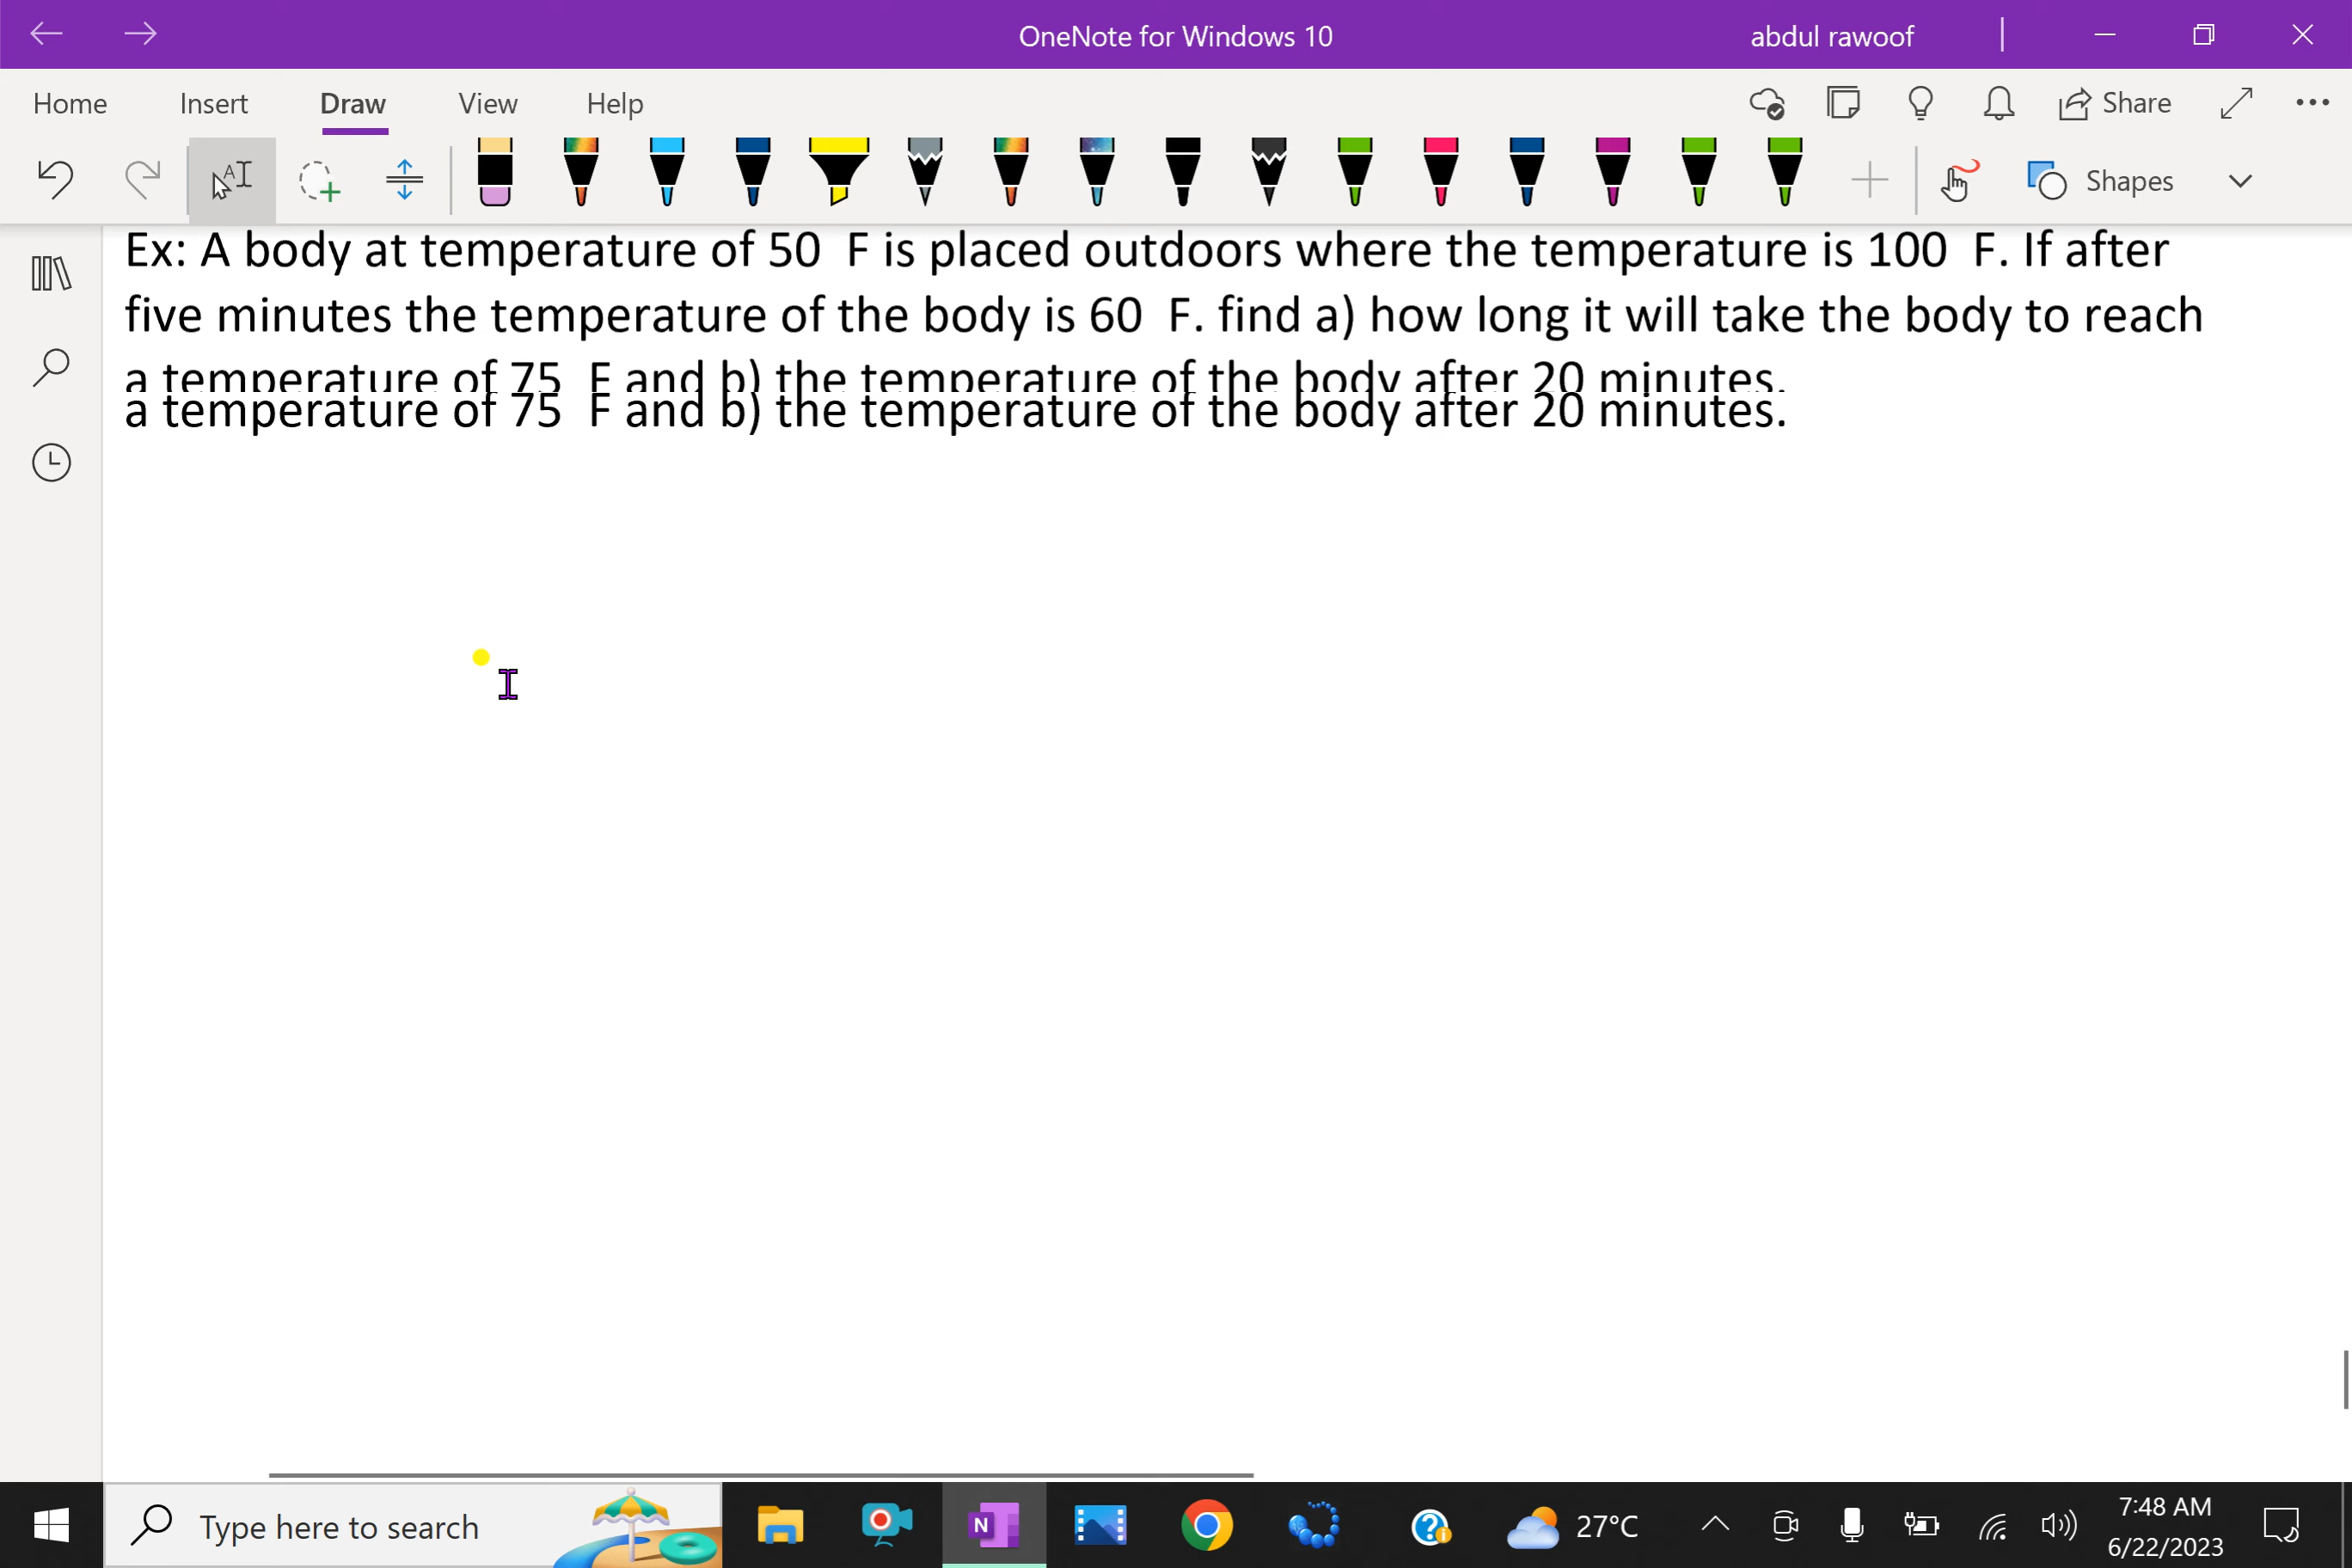 OneNote for Windows 10
abdul rawoof
Home
Insert
Draw
View
Help
Share
Shapes
Ex: A body at temperature of 50 F is placed outdoors where the temperature is 100 F. If after
five minutes the temperature of the body is 60 F. find a) how long it will take the body to reach
a temperature of 75 F and b) the temperature of the body after 20 minutes.
a temperature of 75 F and b) the temperature of the body after 20 minutes.
Type here to search
27°C
7:48 AM
6/22/2023